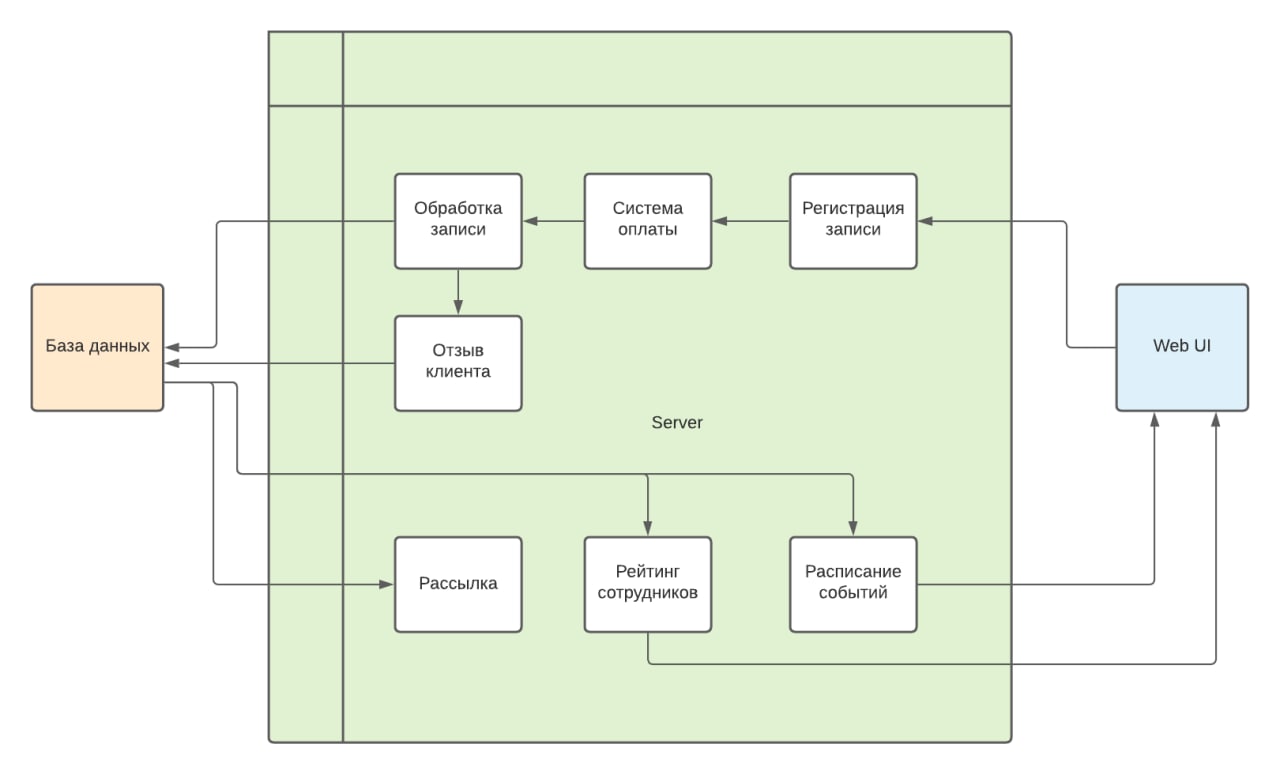 Обработка
записи
Система
оплаты
Регистрация
записи
База данных
Отзыв
клиента
Web UI
Server
Рассылка
Рейтинг
сотрудников
Расписание
событий